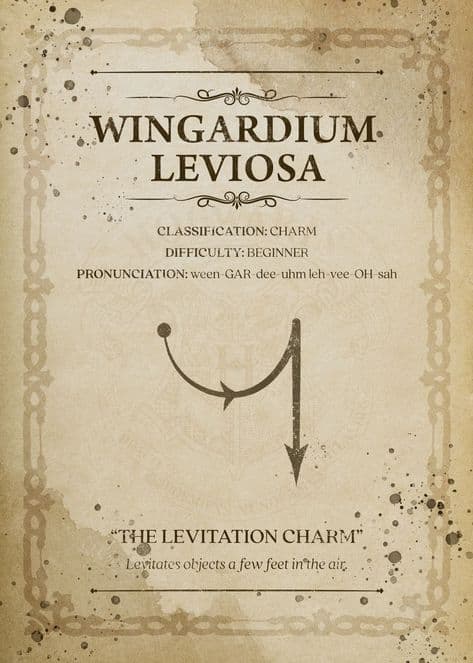 WINGARDIUM
LEVIOSA
CLASSIFICATION: CHARM
DIFFICULTY: BEGINNER
PRONUNCIATION: ween-GAR-dee-uhm leh-vee-OH-sah
“THE LEVITATION CHARM”
Levitates objects a few feet in the air.